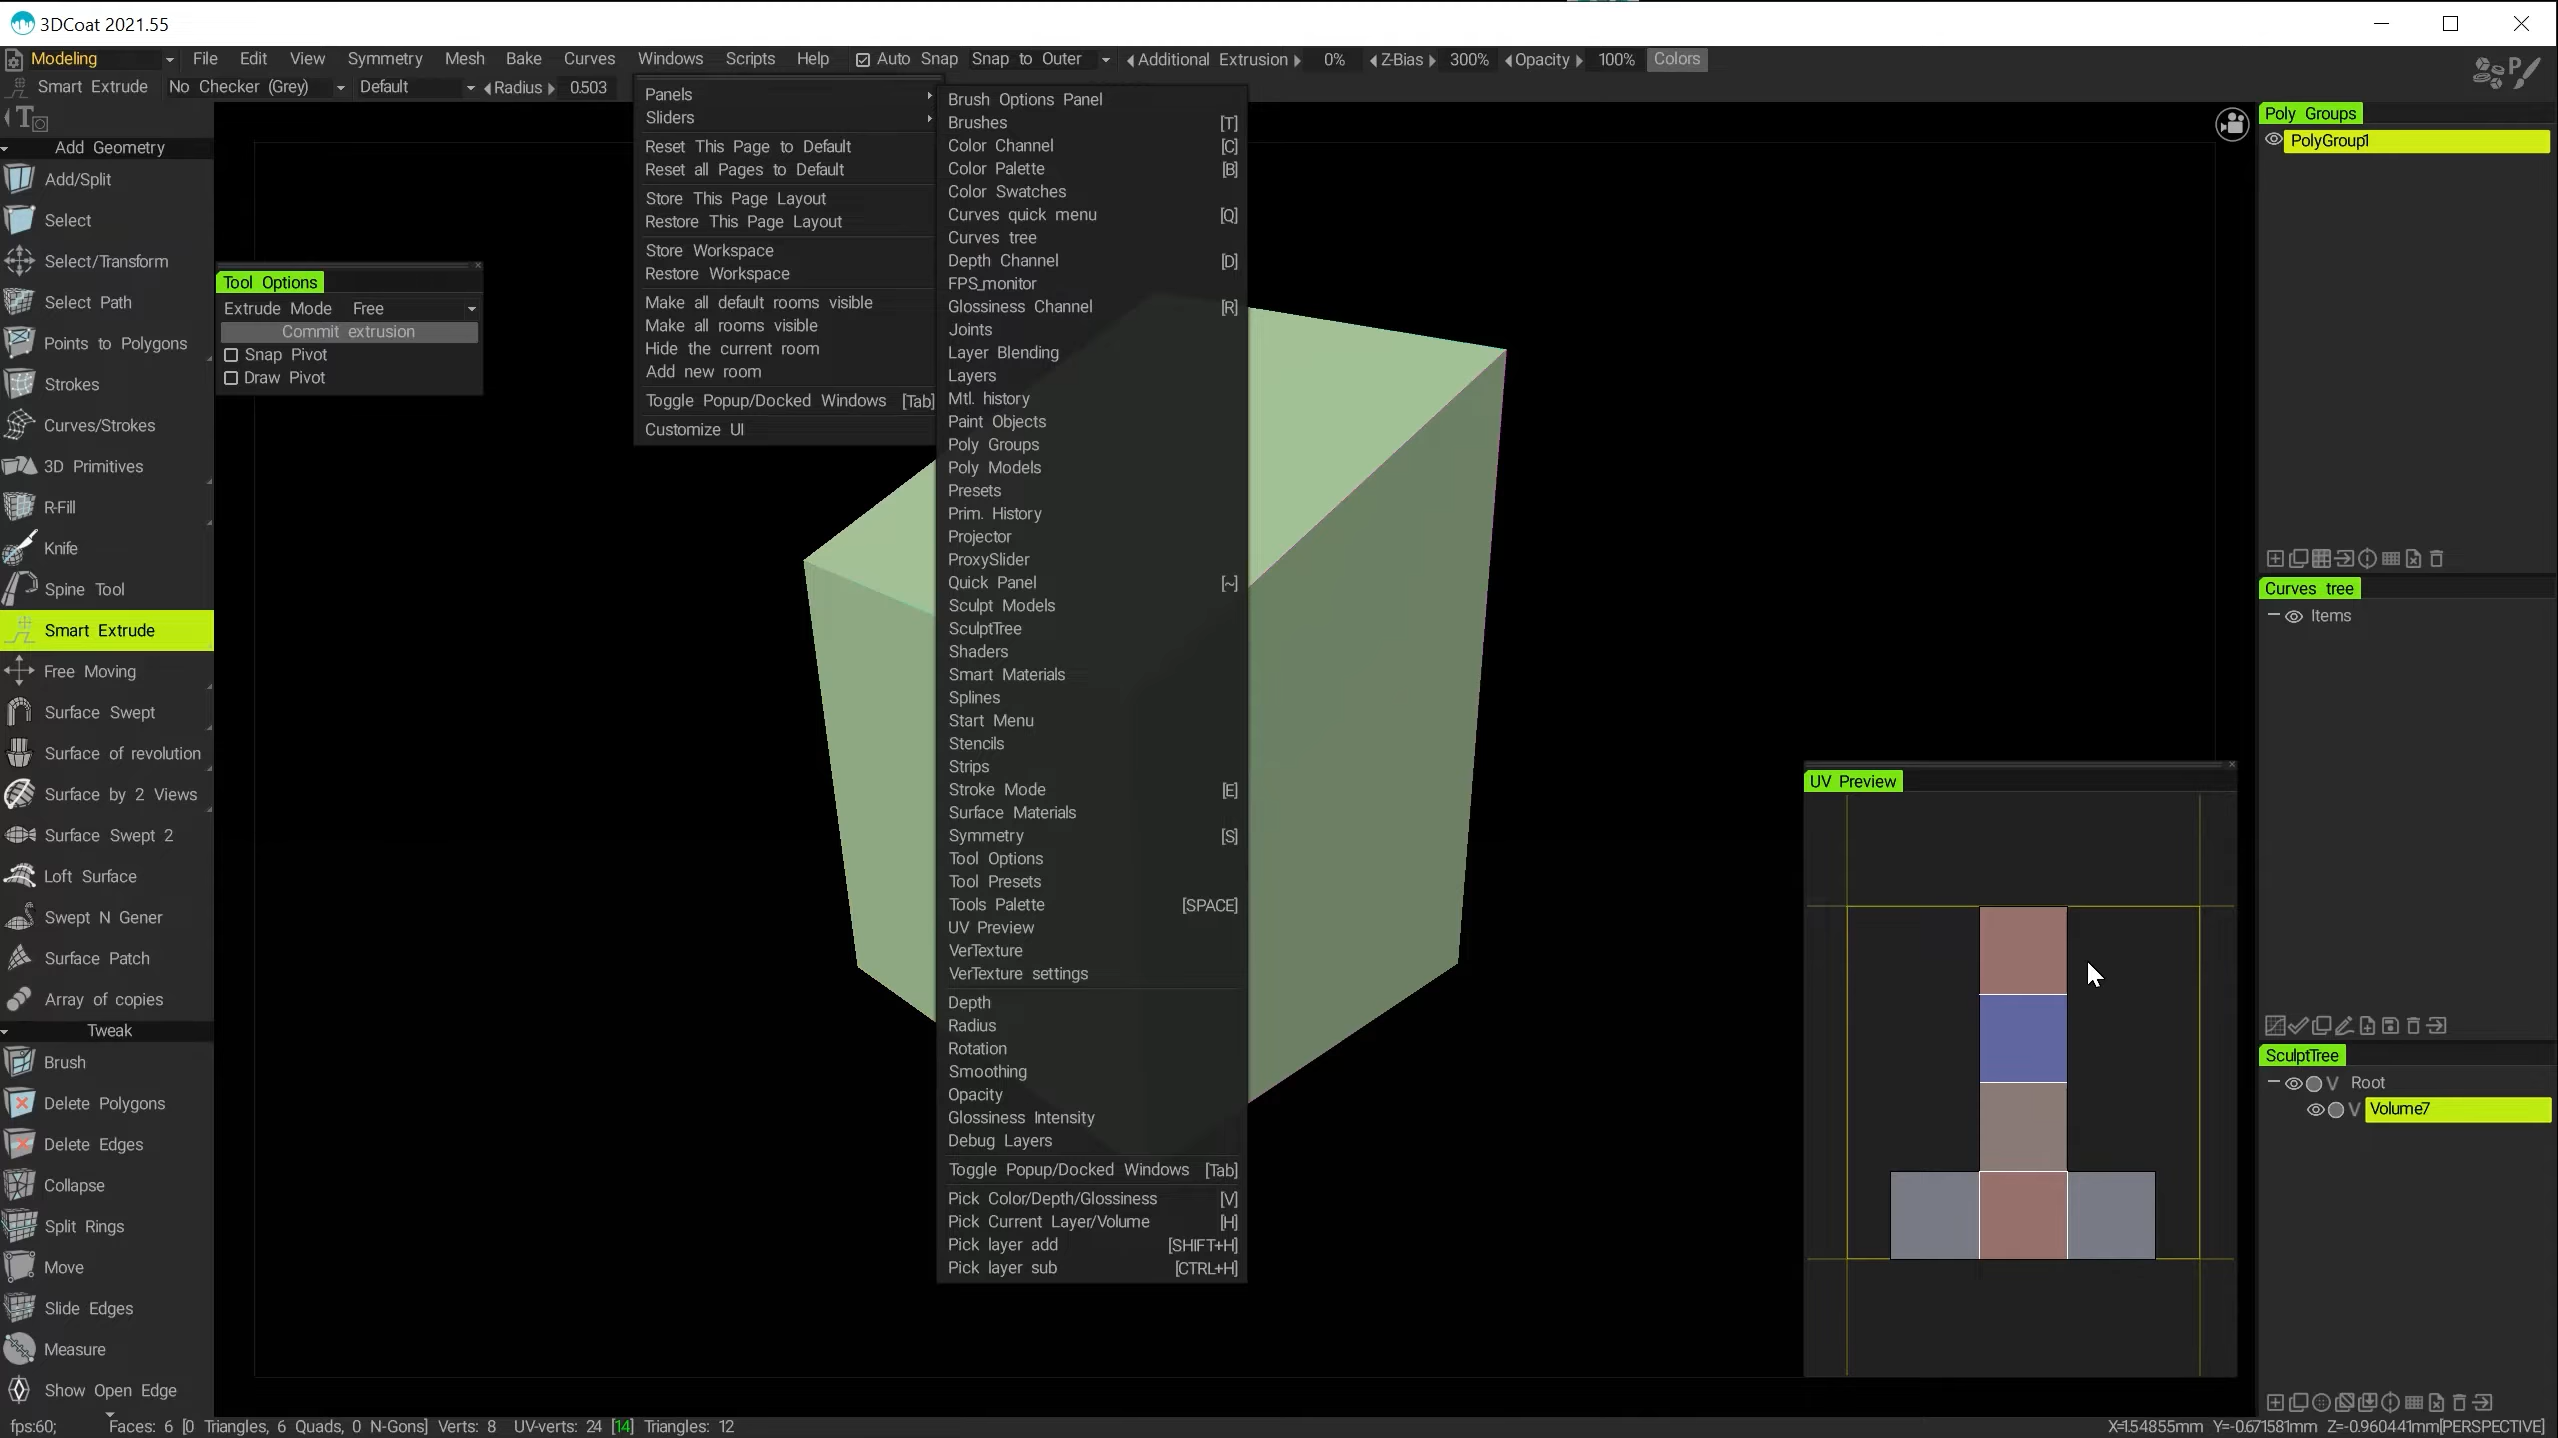 3DCoat 2021.55
Modeling File Edit View Symmetry Mesh Bake Curves Windows Scripts Help Auto Snap Snap to Outer Additional Extrusion 0% Z-Bias 300% Opacity 100% Colors
Smart Extrude No Checker (Grey) Default Radius 0.503
Add Geometry
Add/Split
Select
Select/Transform
Select Path
Points to Polygons
Strokes
Curves/Strokes
3D Primitives
R-Fill
Knife
Spine Tool
Smart Extrude
Free Moving
Surface Swept
Surface of revolution
Surface by 2 Views
Surface Swept 2
Loft Surface
Swept N Gener
Surface Patch
Array of copies
Tweak
Brush
Delete Polygons
Delete Edges
Collapse
Split Rings
Move
Slide Edges
Measure
Show Open Edge
Tool Options
Extrude Mode Free
Commit extrusion
Snap Pivot
Draw Pivot
Panels
Sliders
Reset This Page to Default
Reset all Pages to Default
Store This Page Layout
Restore This Page Layout
Store Workspace
Restore Workspace
Make all default rooms visible
Make all rooms visible
Hide the current room
Add new room
Toggle Popup/Docked Windows [Tab]
Customize UI
Brush Options Panel
Brushes [T]
Color Channel [C]
Color Palette [B]
Color Swatches
Curves quick menu [Q]
Curves tree
Depth Channel [D]
FPS_monitor
Glossiness Channel [R]
Joints
Layer Blending
Layers
Mtl. history
Paint Objects
Poly Groups
Poly Models
Presets
Prim. History
Projector
ProxySlider
Quick Panel [~]
Sculpt Models
SculptTree
Shaders
Smart Materials
Splines
Start Menu
Stencils
Strips
Stroke Mode [E]
Surface Materials
Symmetry [S]
Tool Options
Tool Presets
Tools Palette [SPACE]
UV Preview
VerTexture
VerTexture settings
Depth
Radius
Rotation
Smoothing
Opacity
Glossiness Intensity
Debug Layers
Toggle Popup/Docked Windows [Tab]
Pick Color/Depth/Glossiness [V]
Pick Current Layer/Volume [H]
Pick layer add [SHIFT+H]
Pick layer sub [CTRL+H]
UV Preview
Poly Groups
PolyGroup1
Curves tree
Items
SculptTree
V Root
V Volume7
fps:60; Faces: 6 [0 Triangles, 6 Quads, 0 N-Gons] Verts: 8 UV-verts: 24 [14] Triangles: 12
X=1.54855mm Y=-0.671581mm Z=-0.960441mm[PERSPECTIVE]